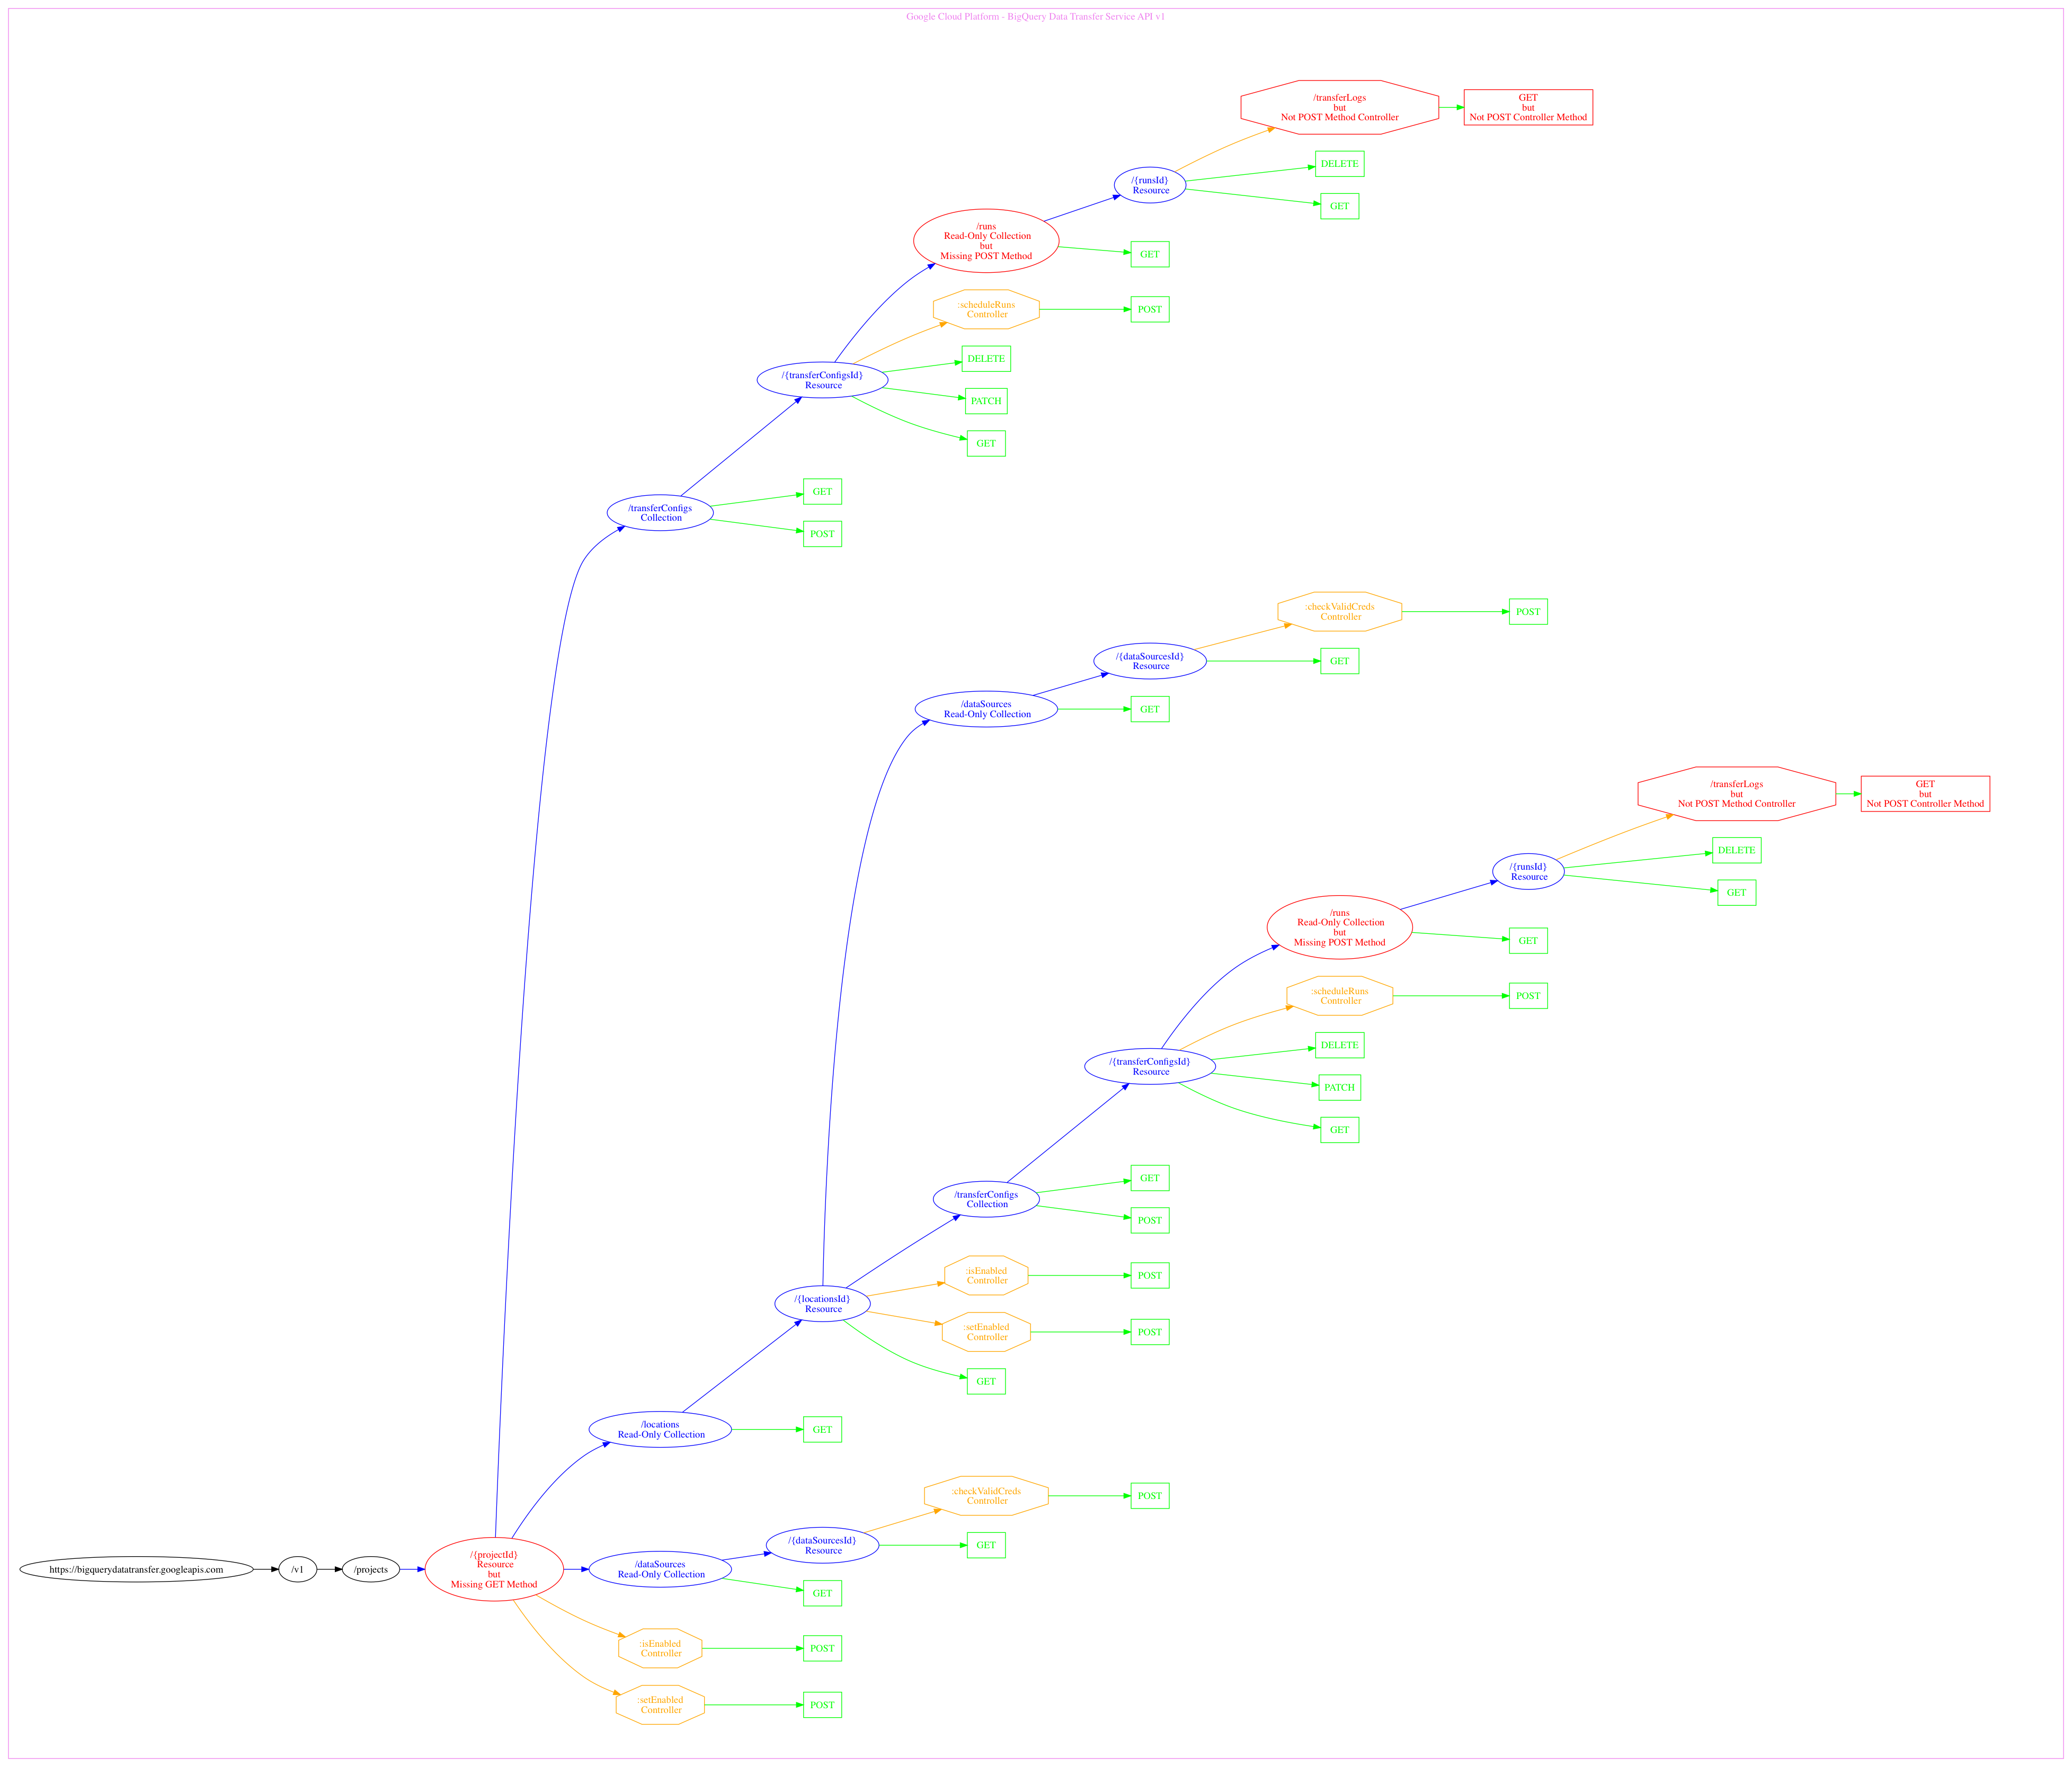 Google Cloud Platform - BigQuery Data Transfer Service API v1
/transferLogs
but
Not POST Method Controller
GET
but
Not POST Controller Method
DELETE
/{runsId}
Resource
GET
/runs
Read-Only Collection
but
Missing POST Method
GET
:scheduleRuns
Controller
POST
DELETE
/{transferConfigsId}
Resource
PATCH
GET
GET
/transferConfigs
Collection
POST
:checkValidCreds
Controller
POST
/{dataSourcesId}
Resource
GET
/dataSources
Read-Only Collection
GET
/transferLogs
but
Not POST Method Controller
GET
but
Not POST Controller Method
DELETE
/{runsId}
Resource
GET
/runs
Read-Only Collection
but
Missing POST Method
GET
:scheduleRuns
Controller
POST
DELETE
/{transferConfigsId}
Resource
PATCH
GET
GET
/transferConfigs
Collection
POST
:isEnabled
Controller
POST
/{locationsId}
Resource
:setEnabled
Controller
POST
GET
/locations
Read-Only Collection
GET
:checkValidCreds
Controller
POST
/{dataSourcesId}
Resource
GET
https://bigquerydatatransfer.googleapis.com
/v1
/projects
/{projectId}
Resource
but
Missing GET Method
/dataSources
Read-Only Collection
GET
:isEnabled
Controller
POST
:setEnabled
Controller
POST